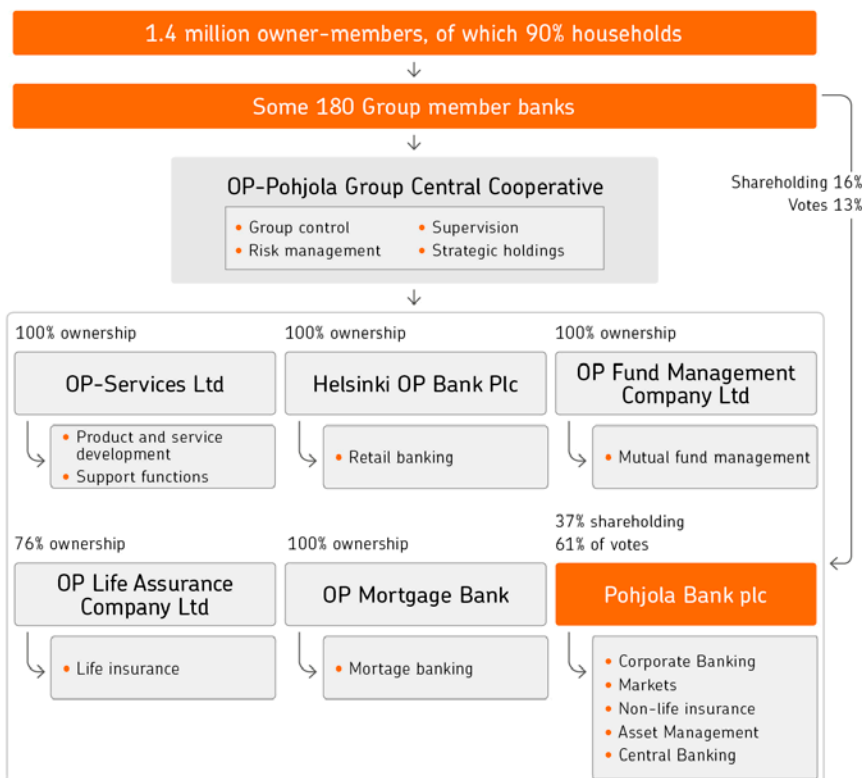 1.4 million owner-members, of which 90% households
Some 180 Group member banks
OP-Pohjola Group Central Cooperative
• Group control
• Supervision
• Risk management
• Strategic holdings
Shareholding 16%
Votes 13%
100% ownership
OP-Services Ltd
• Product and service
development
• Support functions
100% ownership
Helsinki OP Bank Plc
• Retail banking
100% ownership
OP Fund Management
Company Ltd
• Mutual fund management
76% ownership
OP Life Assurance
Company Ltd
• Life insurance
100% ownership
OP Mortgage Bank
• Mortage banking
37% shareholding
61% of votes
Pohjola Bank plc
• Corporate Banking
• Markets
• Non-life insurance
• Asset Management
• Central Banking